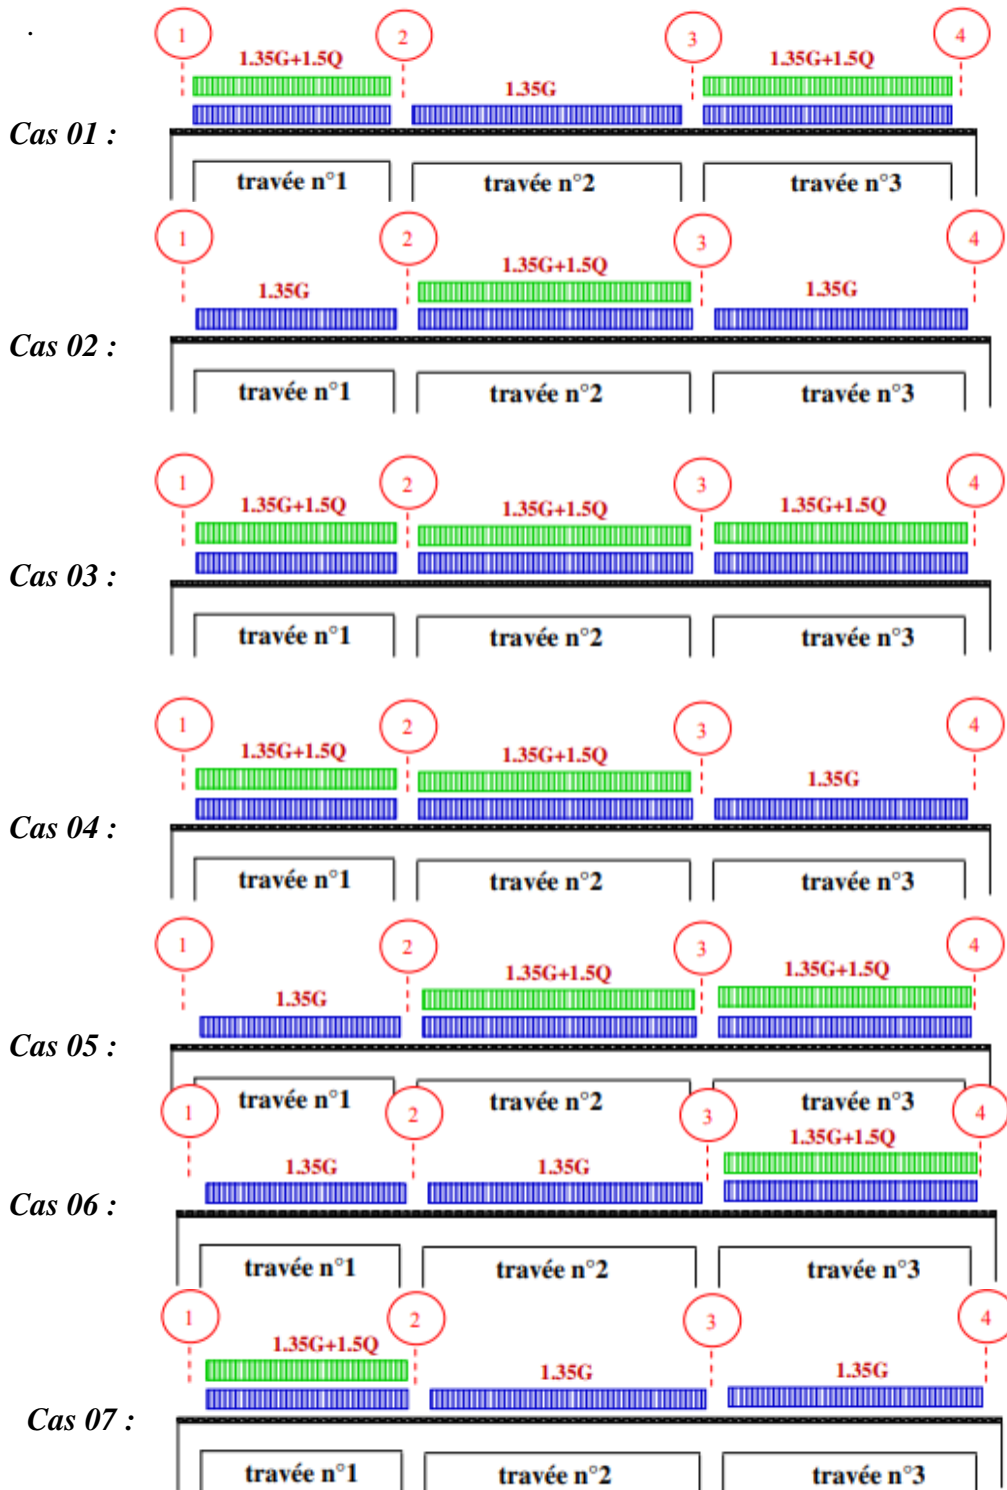 .
1 2 3 4
1.35G+1.5Q 1.35G 1.35G+1.5Q
Cas 01 :
travée n°1 travée n°2 travée n°3
1 2 3 4
1.35G 1.35G+1.5Q 1.35G
Cas 02 :
travée n°1 travée n°2 travée n°3
1 2 3 4
1.35G+1.5Q 1.35G+1.5Q 1.35G+1.5Q
Cas 03 :
travée n°1 travée n°2 travée n°3
1 2 3 4
1.35G+1.5Q 1.35G+1.5Q 1.35G
Cas 04 :
travée n°1 travée n°2 travée n°3
1 2 3 4
1.35G 1.35G+1.5Q 1.35G+1.5Q
Cas 05 :
travée n°1 travée n°2 travée n°3
1 2 3 4
1.35G 1.35G 1.35G+1.5Q
Cas 06 :
travée n°1 travée n°2 travée n°3
1 2 3 4
1.35G+1.5Q 1.35G 1.35G
Cas 07 :
travée n°1 travée n°2 travée n°3